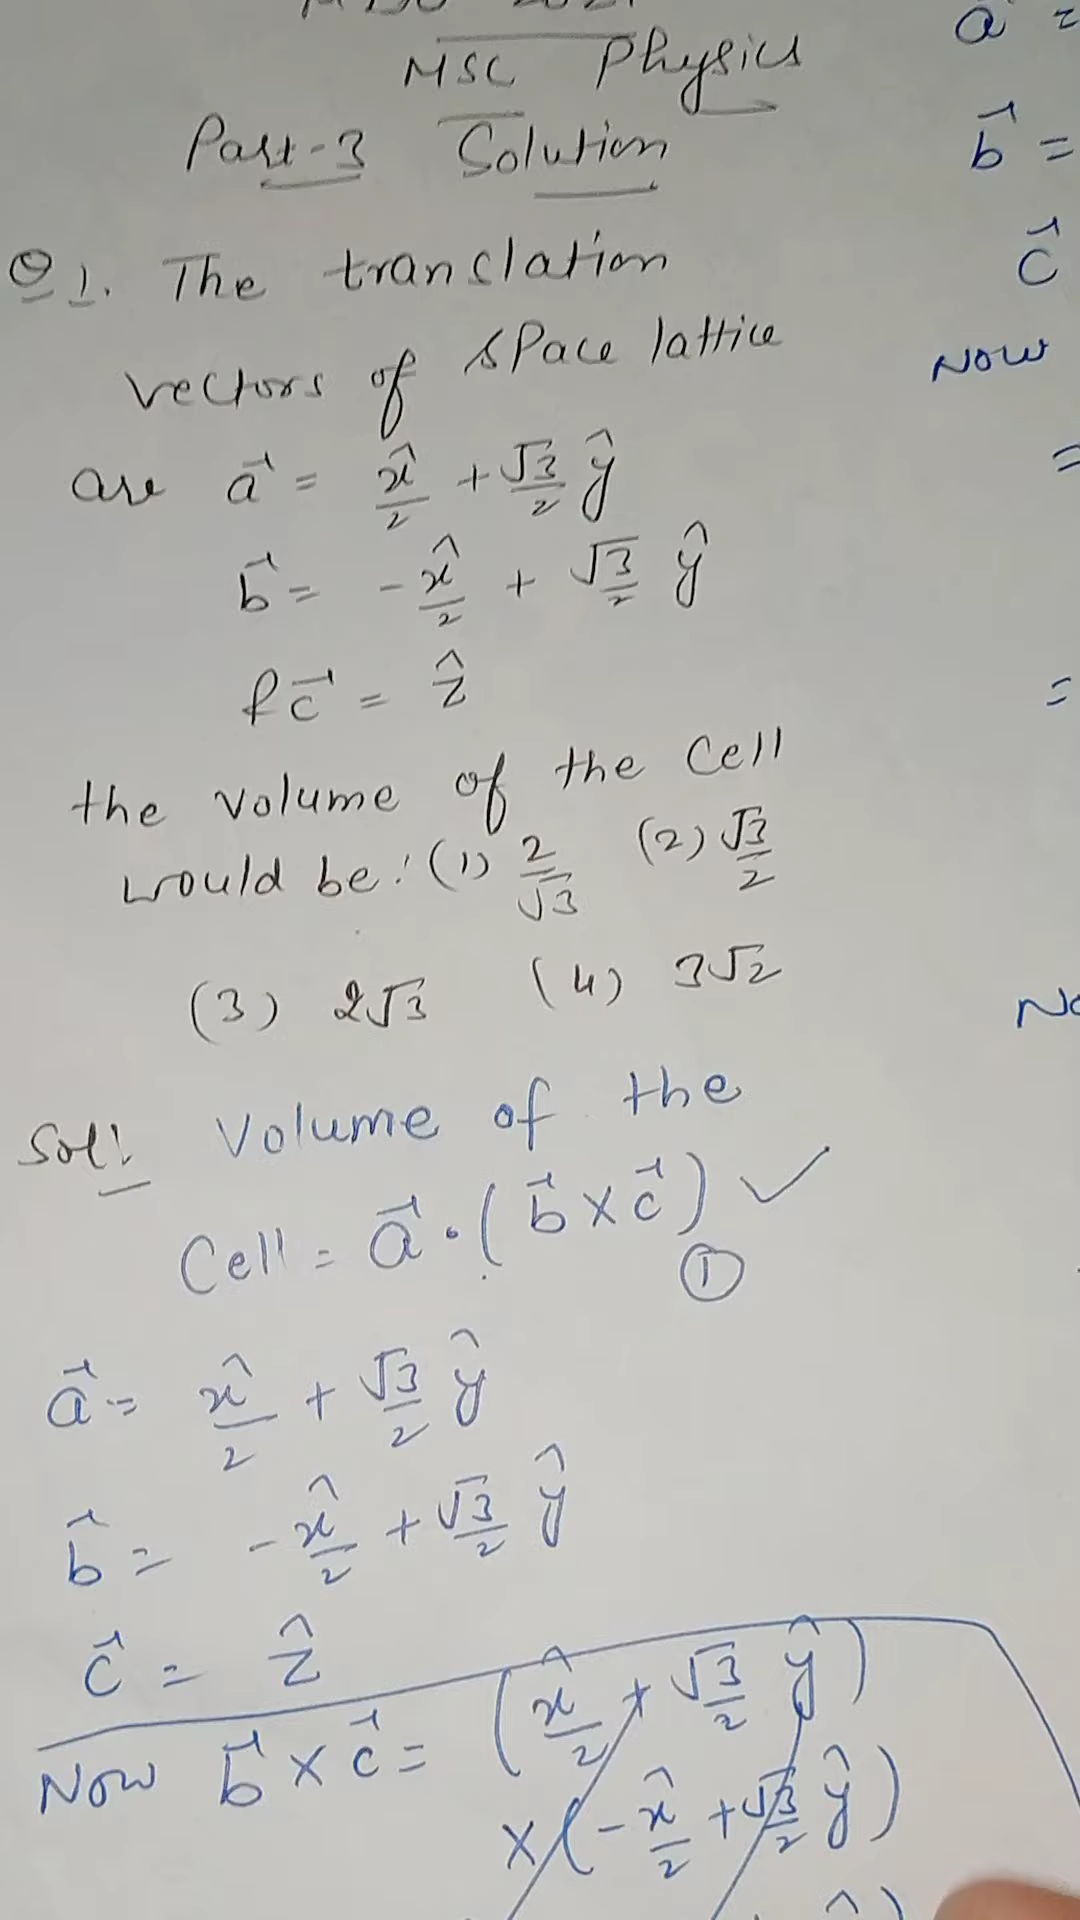 MSC Physics
Part-3 Solution
Q1. The translation
vectors of space lattice
are a⃗ = x̂/2 + √3/2 ŷ
b⃗ = -x̂/2 + √3/2 ŷ
& c⃗ = ẑ
the volume of the cell
would be: (1) 2/√3 (2) √3/2
(3) 2√3 (4) 3√2
Sol: Volume of the
Cell = a⃗ · (b⃗ × c⃗) ✓
①
a⃗ = x̂/2 + √3/2 ŷ
b⃗ = -x̂/2 + √3/2 ŷ
c⃗ = ẑ
Now b⃗ × c⃗ = (x̂/2 + √3/2 ŷ)
× (-x̂/2 + √3/2 ŷ)
a⃗ =
b⃗ =
c⃗
Now
=
=